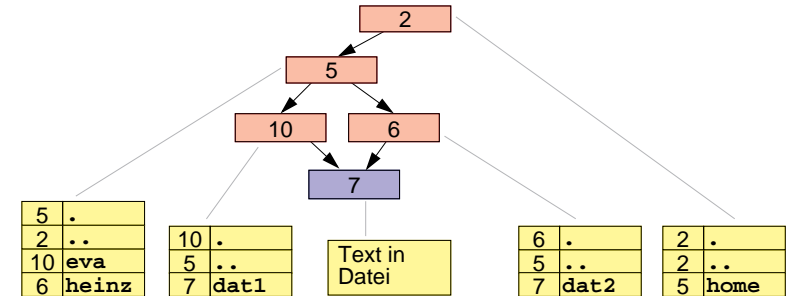 2
5
10 6
7
5 .
2 ..
10 eva
6 heinz
10 .
5 ..
7 dat1
Text in
Datei
6 .
5 ..
7 dat2
2 .
2 ..
5 home